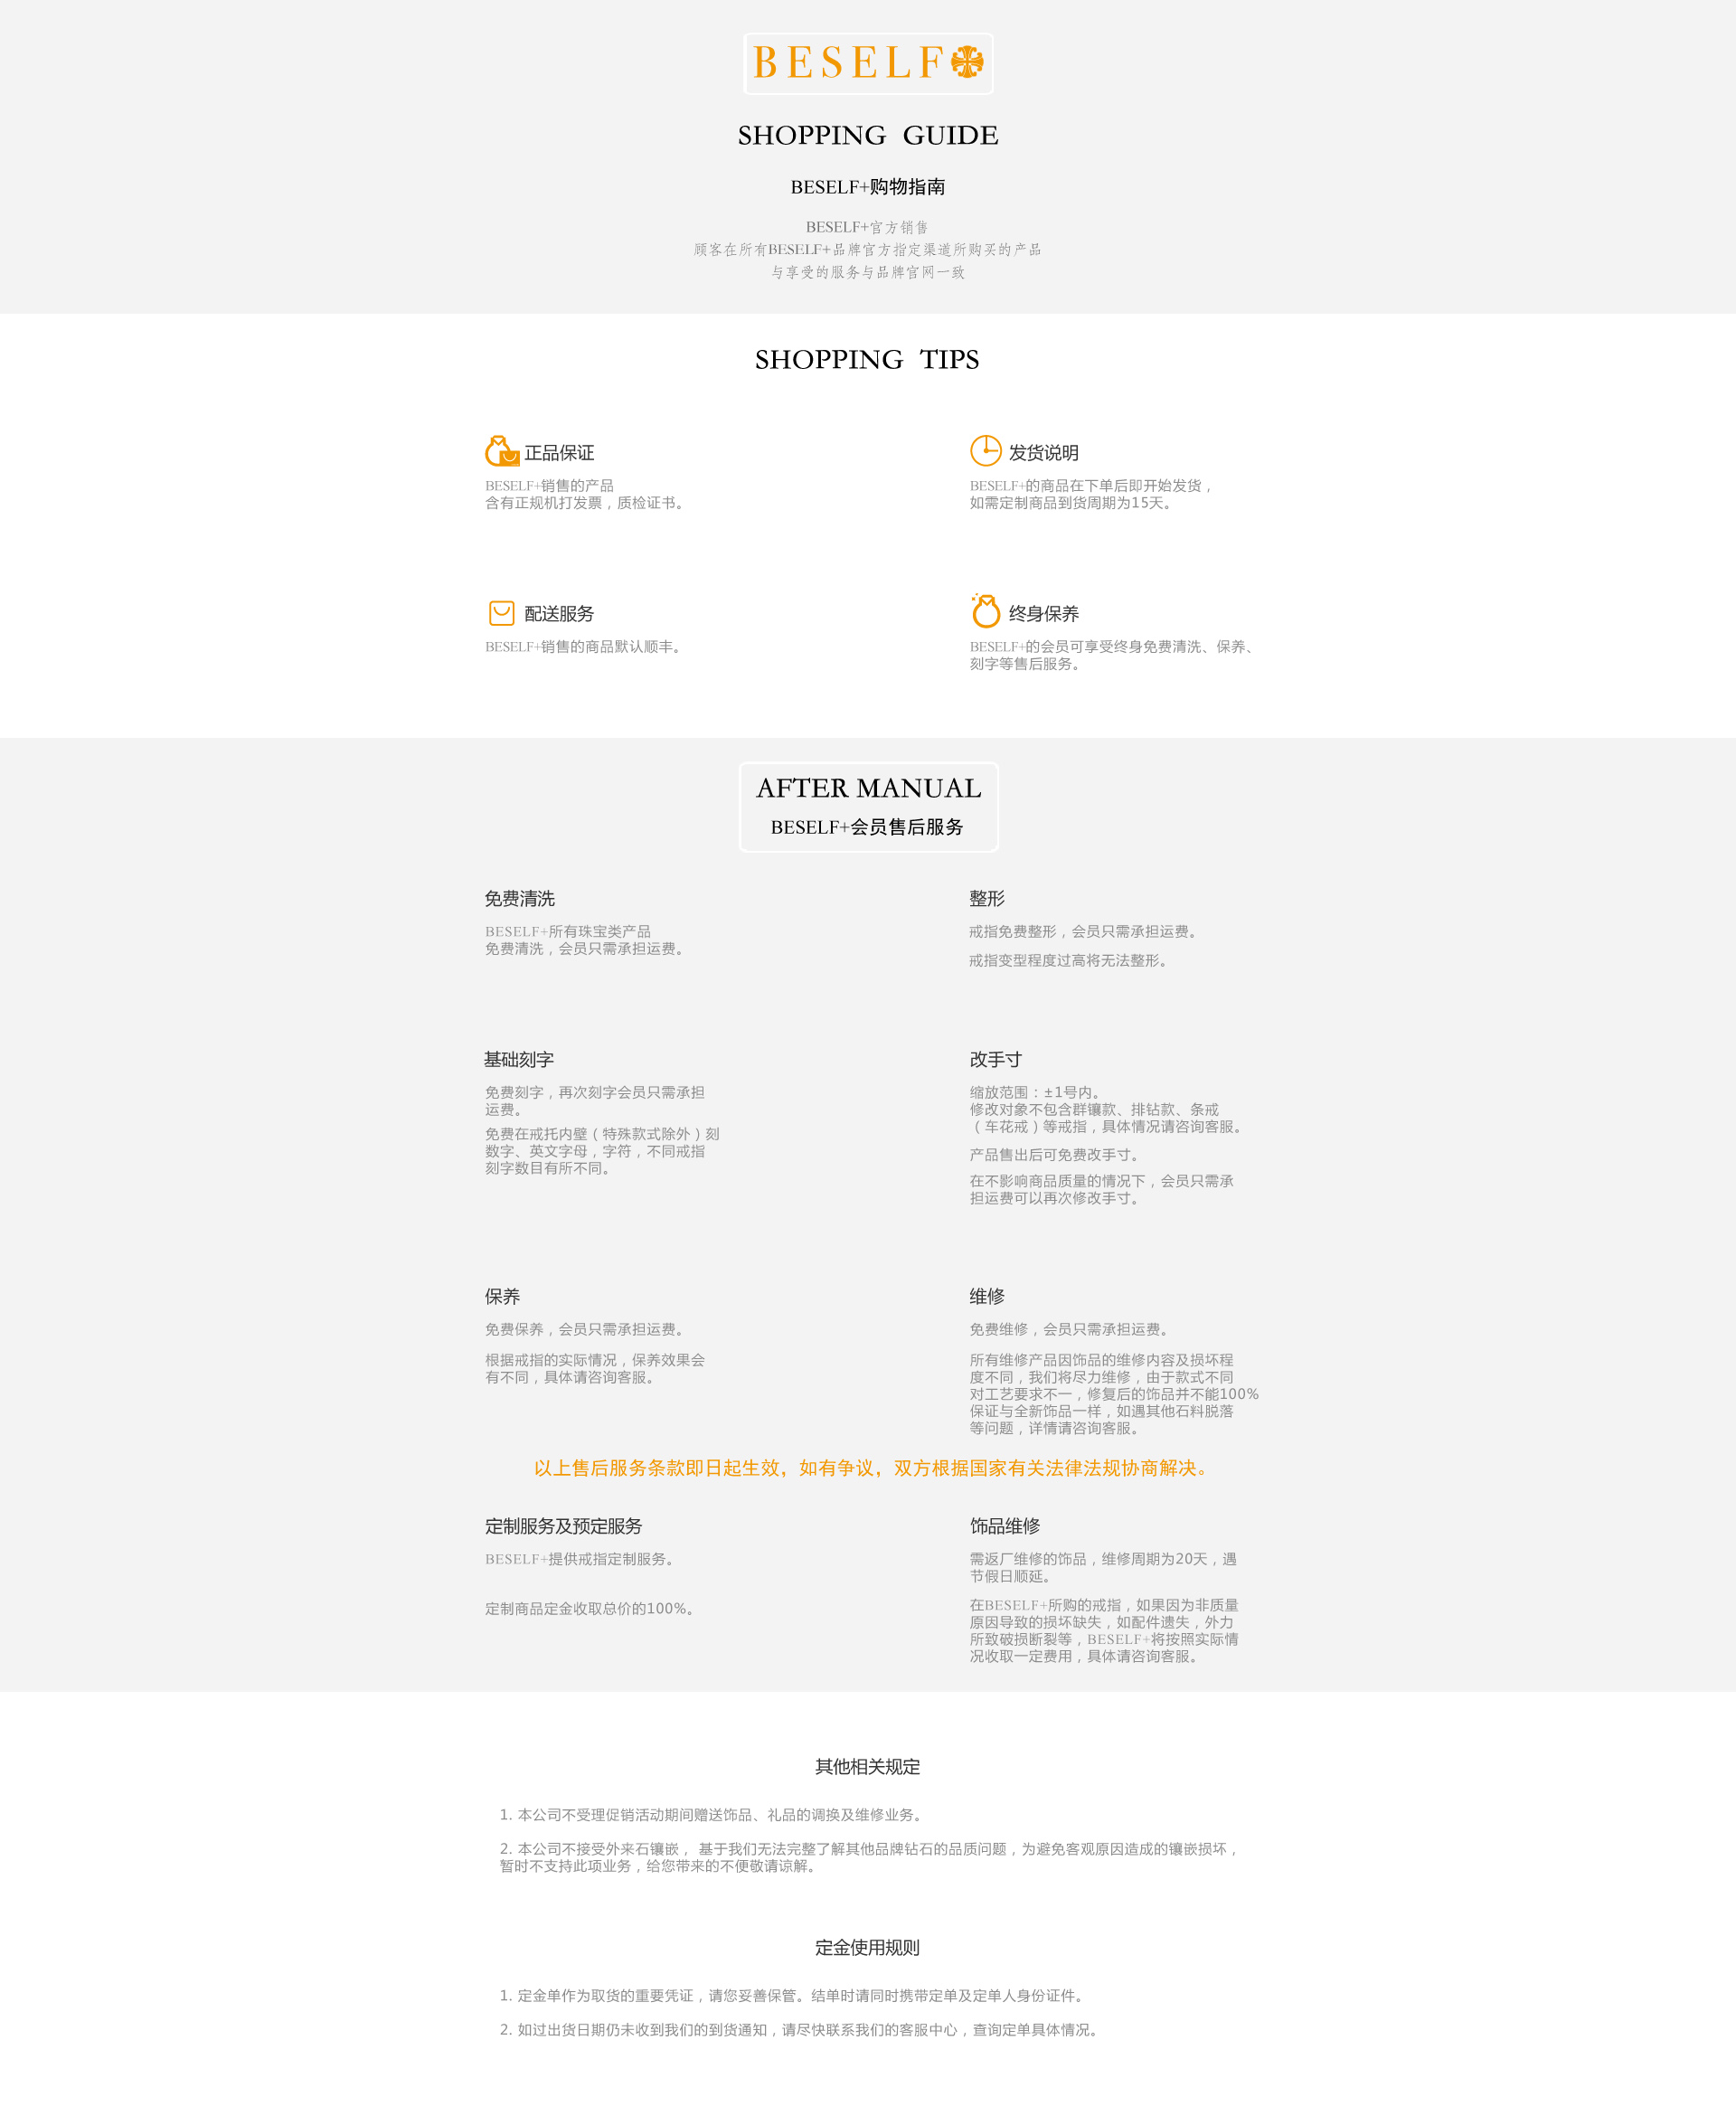 BESELF
SHOPPING GUIDE
BESELF+购物指南
BESELF+官方销售
顾客在所有BESELF+品牌官方指定渠道所购买的产品
与享受的服务与品牌官网一致
SHOPPING TIPS
正品保证
BESELF+销售的产品
含有正规机打发票，质检证书。
发货说明
BESELF+的商品在下单后即开始发货，
如需定制商品到货周期为15天。
配送服务
BESELF+销售的商品默认顺丰。
终身保养
BESELF+的会员可享受终身免费清洗、保养、
刻字等售后服务。
AFTER MANUAL
BESELF+会员售后服务
免费清洗
BESELF+所有珠宝类产品
免费清洗，会员只需承担运费。
整形
戒指免费整形，会员只需承担运费。
戒指变型程度过高将无法整形。
基础刻字
免费刻字，再次刻字会员只需承担
运费。
免费在戒托内壁（特殊款式除外）刻
数字、英文字母，字符，不同戒指
刻字数目有所不同。
改手寸
缩放范围：±1号内。
修改对象不包含群镶款、排钻款、条戒
（车花戒）等戒指，具体情况请咨询客服。
产品售出后可免费改手寸。
在不影响商品质量的情况下，会员只需承
担运费可以再次修改手寸。
保养
免费保养，会员只需承担运费。
根据戒指的实际情况，保养效果会
有不同，具体请咨询客服。
维修
免费维修，会员只需承担运费。
所有维修产品因饰品的维修内容及损坏程
度不同，我们将尽力维修，由于款式不同
对工艺要求不一，修复后的饰品并不能100%
保证与全新饰品一样，如遇其他石料脱落
等问题，详情请咨询客服。
以上售后服务条款即日起生效，如有争议，双方根据国家有关法律法规协商解决。
定制服务及预定服务
BESELF+提供戒指定制服务。
定制商品定金收取总价的100%。
饰品维修
需返厂维修的饰品，维修周期为20天，遇
节假日顺延。
在BESELF+所购的戒指，如果因为非质量
原因导致的损坏缺失，如配件遗失，外力
所致破损断裂等，BESELF+将按照实际情
况收取一定费用，具体请咨询客服。
其他相关规定
1. 本公司不受理促销活动期间赠送饰品、礼品的调换及维修业务。
2. 本公司不接受外来石镶嵌， 基于我们无法完整了解其他品牌钻石的品质问题，为避免客观原因造成的镶嵌损坏，
暂时不支持此项业务，给您带来的不便敬请谅解。
定金使用规则
1. 定金单作为取货的重要凭证，请您妥善保管。结单时请同时携带定单及定单人身份证件。
2. 如过出货日期仍未收到我们的到货通知，请尽快联系我们的客服中心，查询定单具体情况。